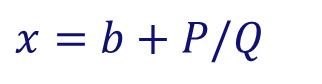 x = b + P/Q